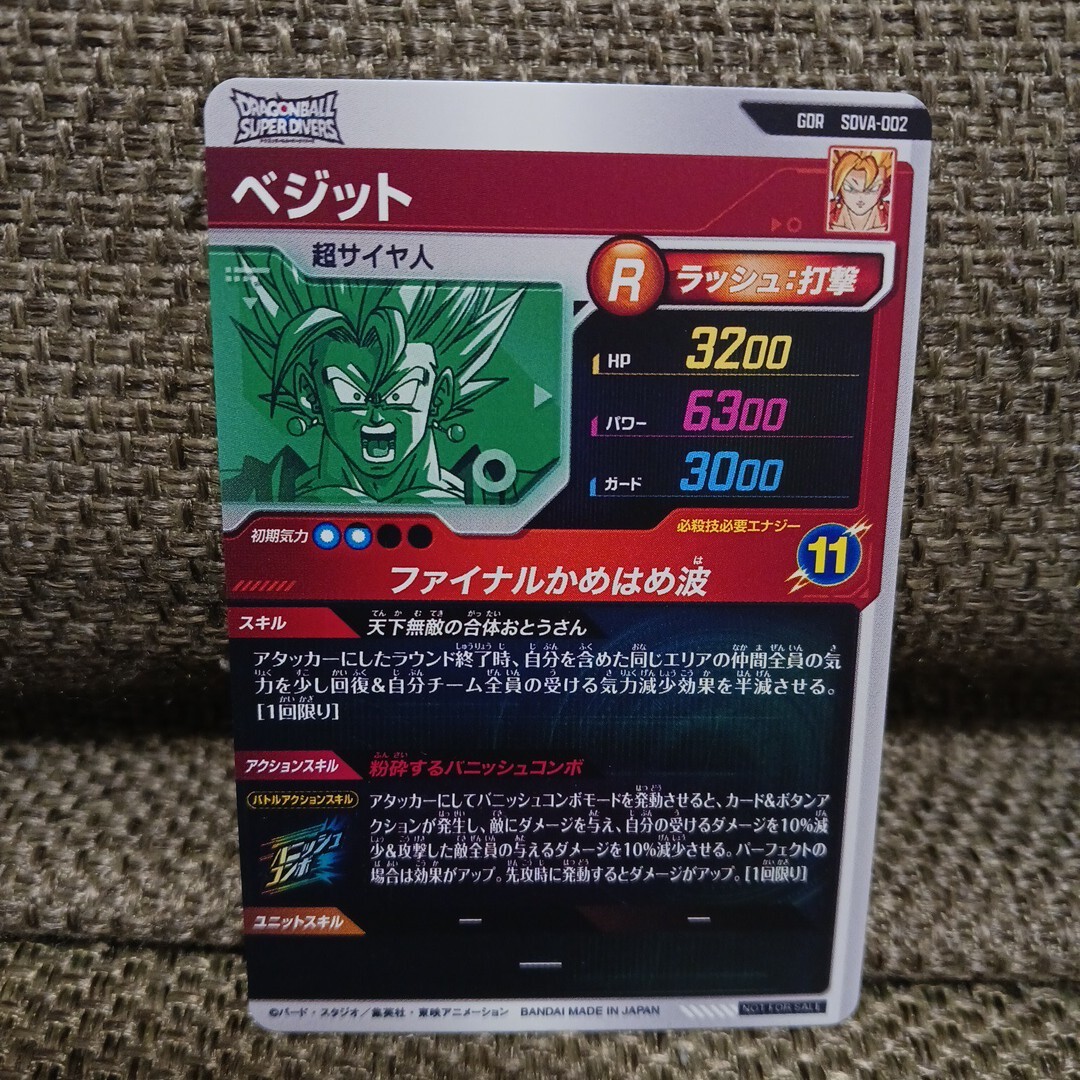 DRAGONBALL
SUPER DIVERS
GDR SDVA-002
ベジット
超サイヤ人
R ラッシュ:打撃
HP 3200
パワー 6300
ガード 3000
初期気力
必殺技必要エナジー
11
ファイナルかめはめ波
スキル 天下無敵の合体おとうさん
アタッカーにしたラウンド終了時、自分を含めた同じエリアの仲間全員の気
力を少し回復&自分チーム全員の受ける気力減少効果を半減させる。
[1回限り]
アクションスキル 粉砕するバニッシュコンボ
バトルアクションスキル
バニッシュ
コンボ
アタッカーにしてバニッシュコンボモードを発動させると、カード&ボタンア
クションが発生し、敵にダメージを与え、自分の受けるダメージを10%減
少&攻撃した敵全員の与えるダメージを10%減少させる。パーフェクトの
場合は効果がアップ。先攻時に発動するとダメージがアップ。[1回限り]
ユニットスキル ー ー
ー
©バード・スタジオ/集英社・東映アニメーション BANDAI MADE IN JAPAN
NOT FOR SALE